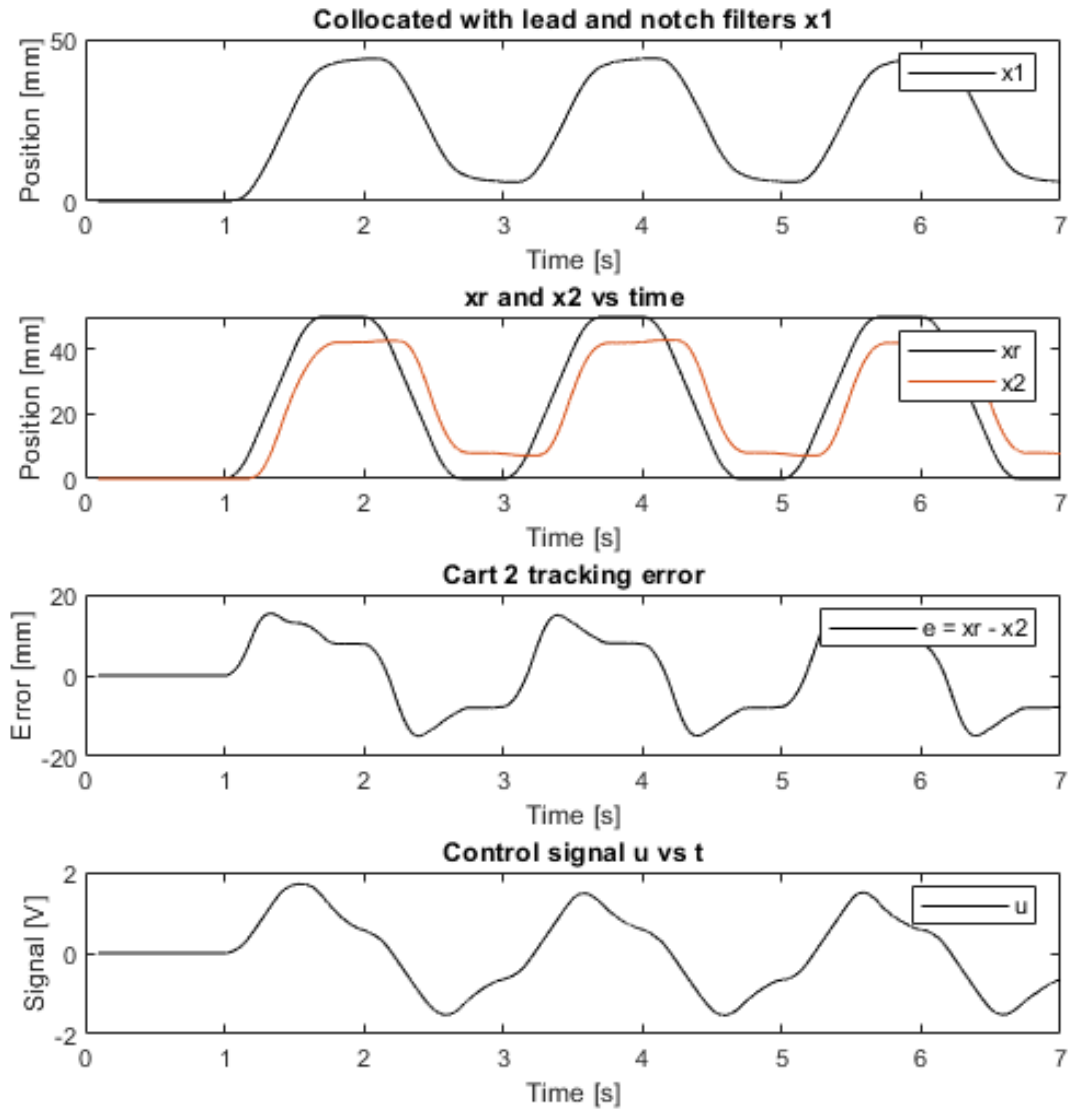 Collocated with lead and notch filters x1
50
0
Position [mm]
x1
0 1 2 3 4 5 6 7
Time [s]
xr and x2 vs time
40
20
0
Position [mm]
xr
x2
0 1 2 3 4 5 6 7
Time [s]
Cart 2 tracking error
20
0
-20
Error [mm]
e = xr - x2
0 1 2 3 4 5 6 7
Time [s]
Control signal u vs t
2
0
-2
Signal [V]
u
0 1 2 3 4 5 6 7
Time [s]